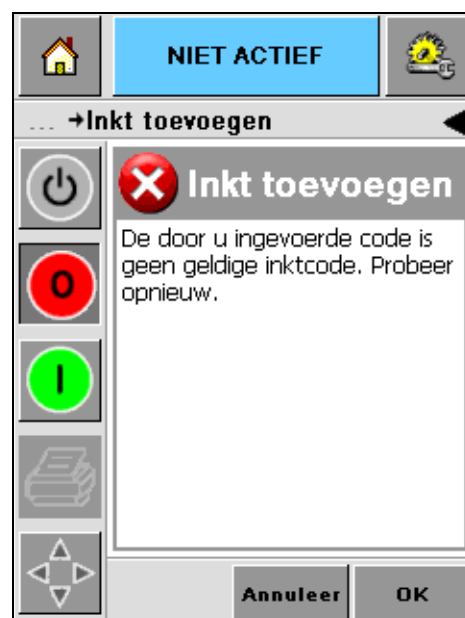 NIET ACTIEF
... →Inkt toevoegen
Inkt toevoegen
De door u ingevoerde code is
geen geldige inktcode. Probeer
opnieuw.
O
I
Annuleer OK